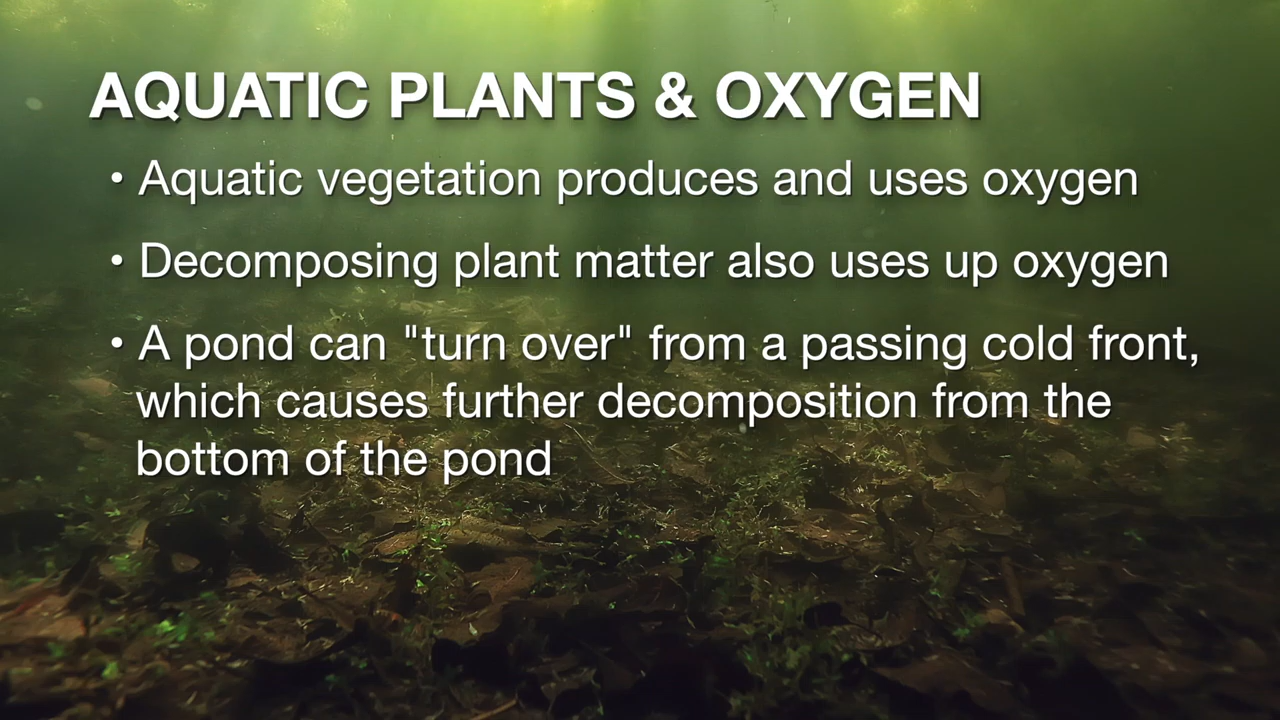 AQUATIC PLANTS & OXYGEN
• Aquatic vegetation produces and uses oxygen
• Decomposing plant matter also uses up oxygen
• A pond can "turn over" from a passing cold front,
which causes further decomposition from the
bottom of the pond